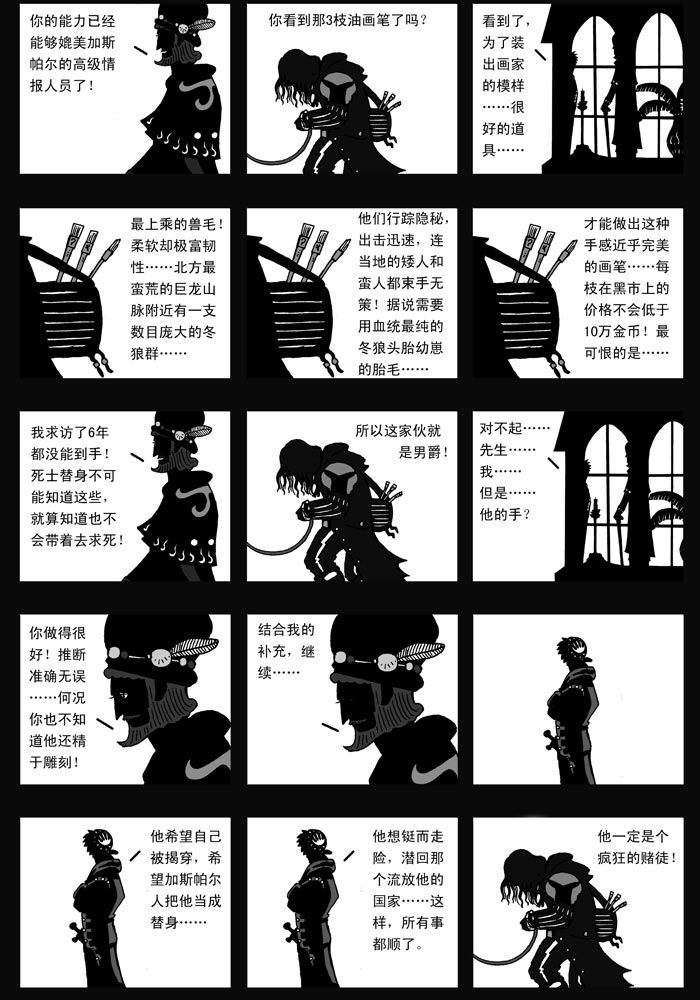 你的能力已经
能够媲美加斯
帕尔的高级情
报人员了！
你看到那3枝油画笔了吗？
看到了，
为了装
出画家
的模样
……很
好的道
具……
最上乘的兽毛！
柔软却极富韧
性……北方最
蛮荒的巨龙山
脉附近有一支
数目庞大的冬
狼群……
他们行踪隐秘，
出击迅速，连
当地的矮人和
蛮人都束手无
策！据说需要
用血统最纯的
冬狼头胎幼崽
的胎毛……
才能做出这种
手感近乎完美
的画笔……每
枝在黑市上的
价格不会低于
10万金币！最
可恨的是……
我求访了6年
都没能到手！
死士替身不可
能知道这些，
就算知道也不
会带着去求死！
所以这家伙就
是男爵！
对不起……
先生……
我……
但是……
他的手？
你做得很
好！推断
准确无误
……何况
你也不知
道他还精
于雕刻！
结合我的
补充，继
续……
他希望自己
被揭穿，希
望加斯帕尔
人把他当成
替身……
他想铤而走
险，潜回那
个流放他的
国家……这
样，所有事
都顺了。
他一定是个
疯狂的赌徒！